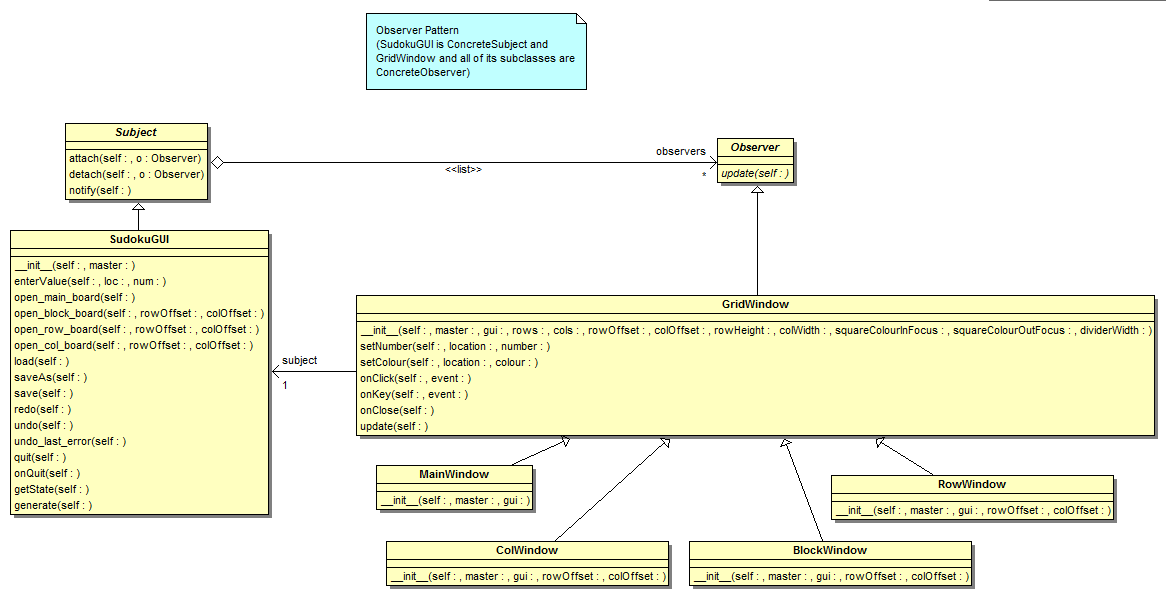 Observer Pattern
(SudokuGUI is ConcreteSubject and
GridWindow and all of its subclasses are
ConcreteObserver)
Subject
attach(self : , o : Observer)
detach(self : , o : Observer)
notify(self : )
observers
<<list>>
*
Observer
update(self : )
SudokuGUI
__init__(self : , master : )
enterValue(self : , loc : , num : )
open_main_board(self : )
open_block_board(self : , rowOffset : , colOffset : )
open_row_board(self : , rowOffset : , colOffset : )
open_col_board(self : , rowOffset : , colOffset : )
load(self : )
saveAs(self : )
save(self : )
redo(self : )
undo(self : )
undo_last_error(self : )
quit(self : )
onQuit(self : )
getState(self : )
generate(self : )
subject
1
GridWindow
__init__(self : , master : , gui : , rows : , cols : , rowOffset : , colOffset : , rowHeight : , colWidth : , squareColourInFocus : , squareColourOutFocus : , dividerWidth : )
setNumber(self : , location : , number : )
setColour(self : , location : , colour : )
onClick(self : , event : )
onKey(self : , event : )
onClose(self : )
update(self : )
MainWindow
__init__(self : , master : , gui : )
RowWindow
__init__(self : , master : , gui : , rowOffset : , colOffset : )
ColWindow
__init__(self : , master : , gui : , rowOffset : , colOffset : )
BlockWindow
__init__(self : , master : , gui : , rowOffset : , colOffset : )